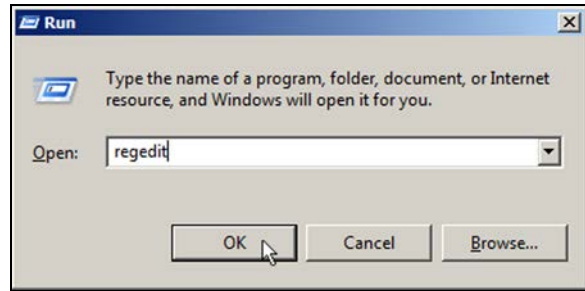 Run
Type the name of a program, folder, document, or Internet
resource, and Windows will open it for you.
Open: regedit
OK Cancel Browse...